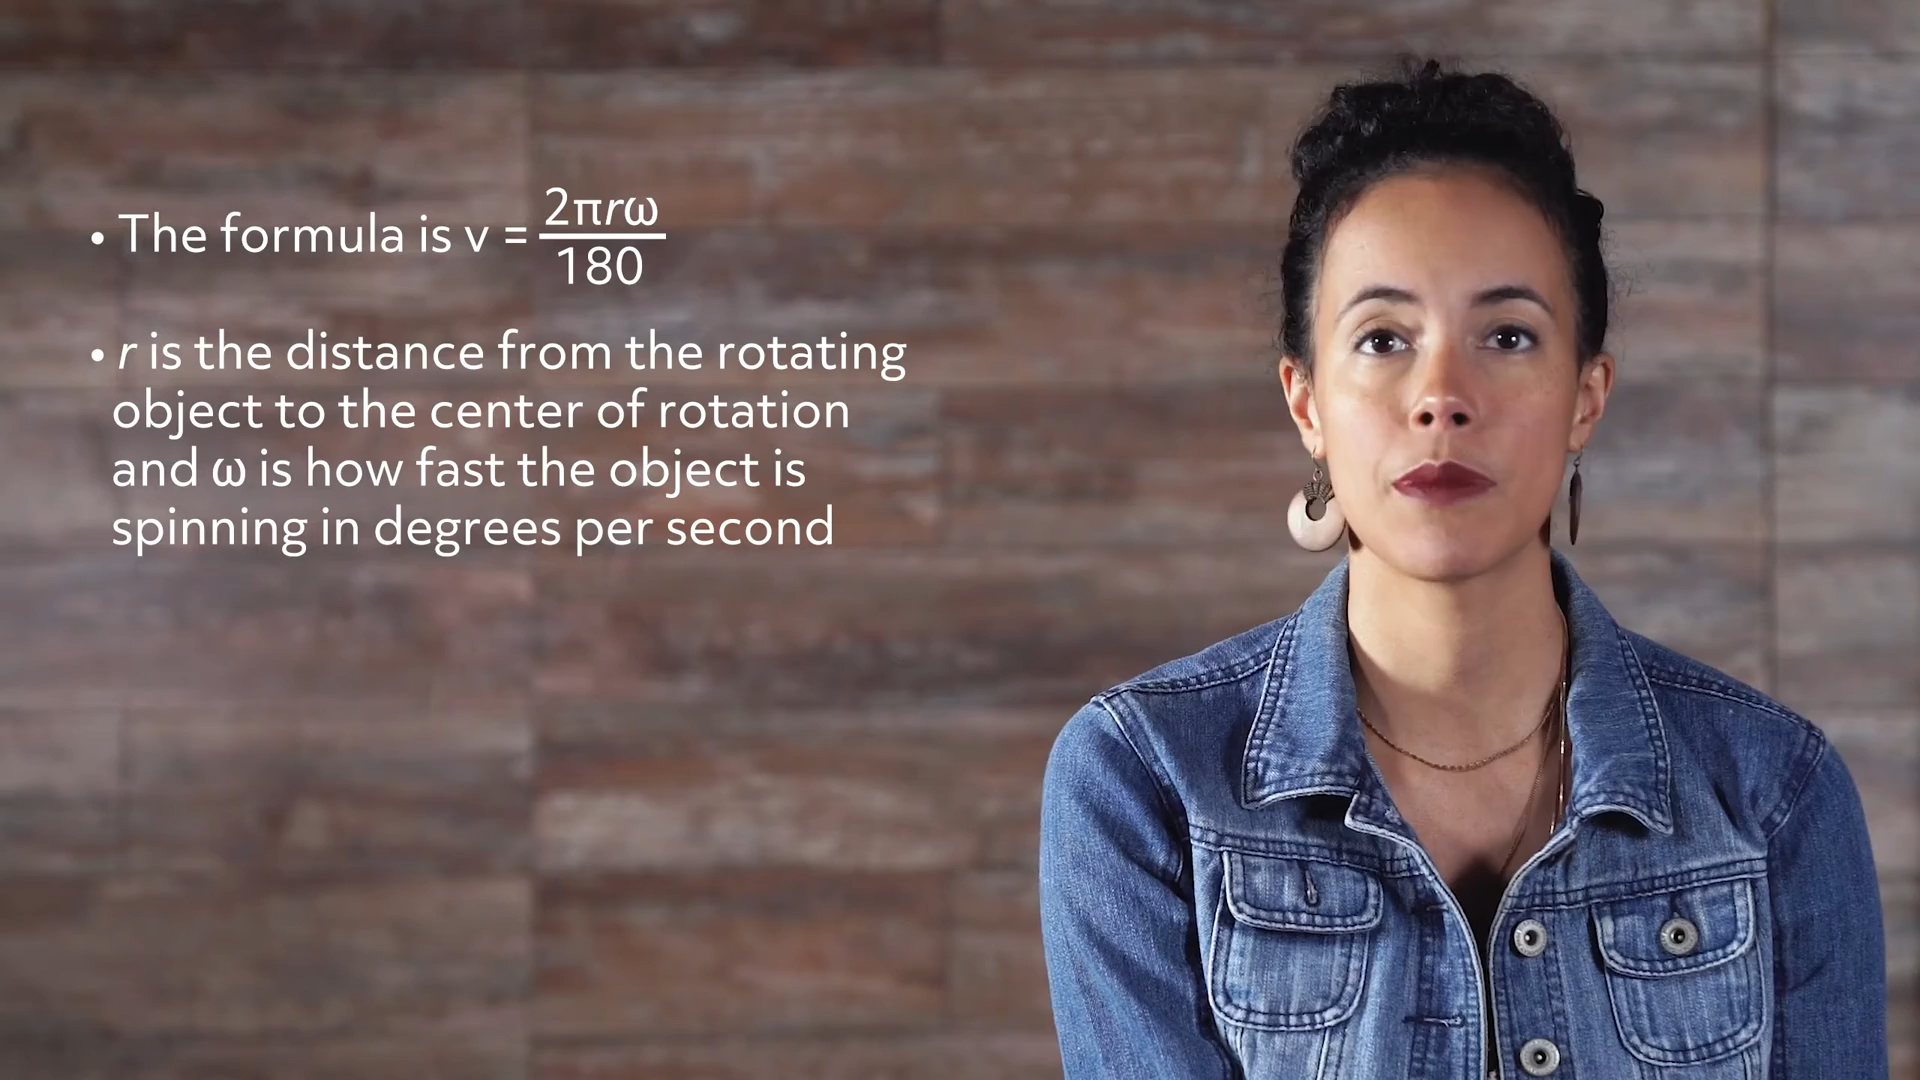 • The formula is v = 2πrω/180
• r is the distance from the rotating
object to the center of rotation
and ω is how fast the object is
spinning in degrees per second